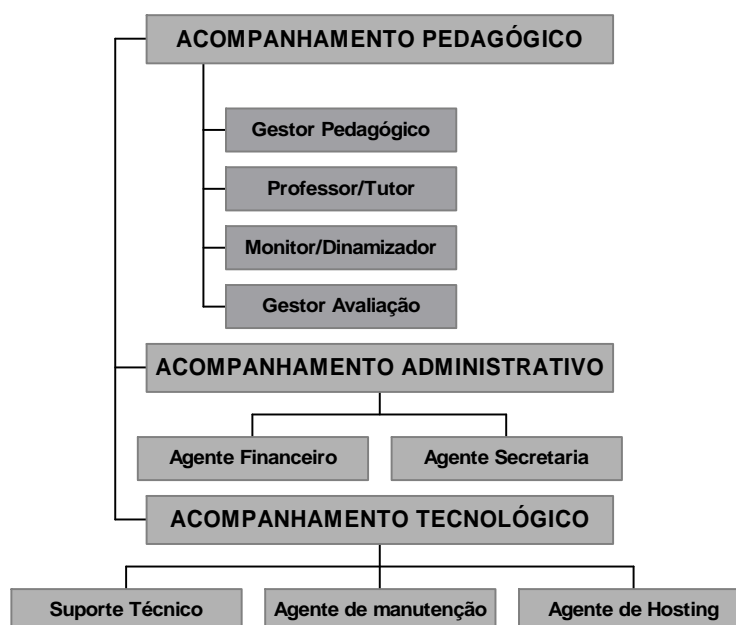 ACOMPANHAMENTO PEDAGÓGICO
Gestor Pedagógico
Professor/Tutor
Monitor/Dinamizador
Gestor Avaliação
ACOMPANHAMENTO ADMINISTRATIVO
Agente Financeiro
Agente Secretaria
ACOMPANHAMENTO TECNOLÓGICO
Suporte Técnico
Agente de manutenção
Agente de Hosting